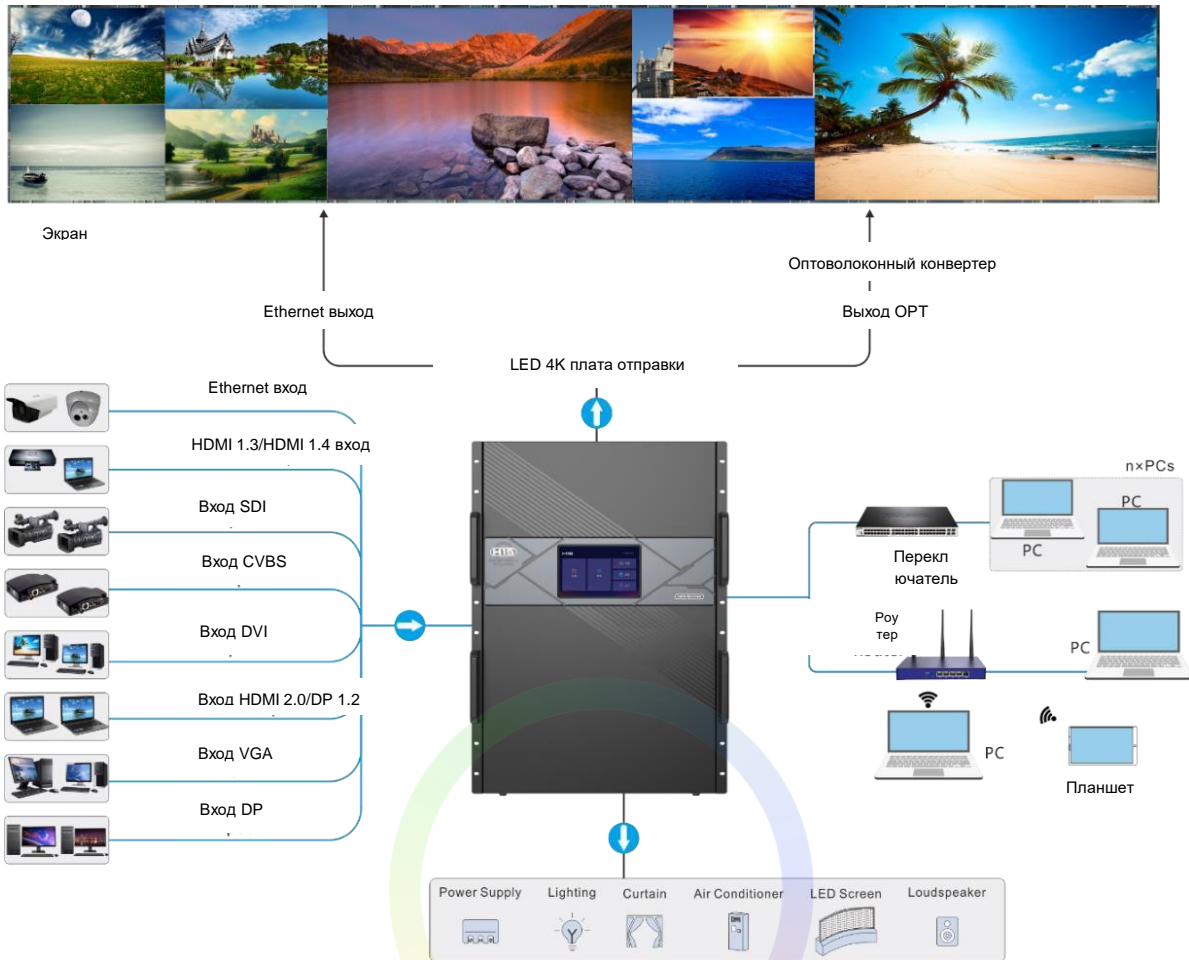 Экран
Оптоволоконный конвертер
Ethernet выход
Выход OPT
LED 4K плата отправки
Ethernet вход
HDMI 1.3/HDMI 1.4 вход
Вход SDI
Вход CVBS
Вход DVI
Вход HDMI 2.0/DP 1.2
Вход VGA
Вход DP
n×PCs
PC
PC
Перекл
ючатель
Роу
тер
PC
PC
Планшет
Power Supply
Lighting
Curtain
Air Conditioner
LED Screen
Loudspeaker